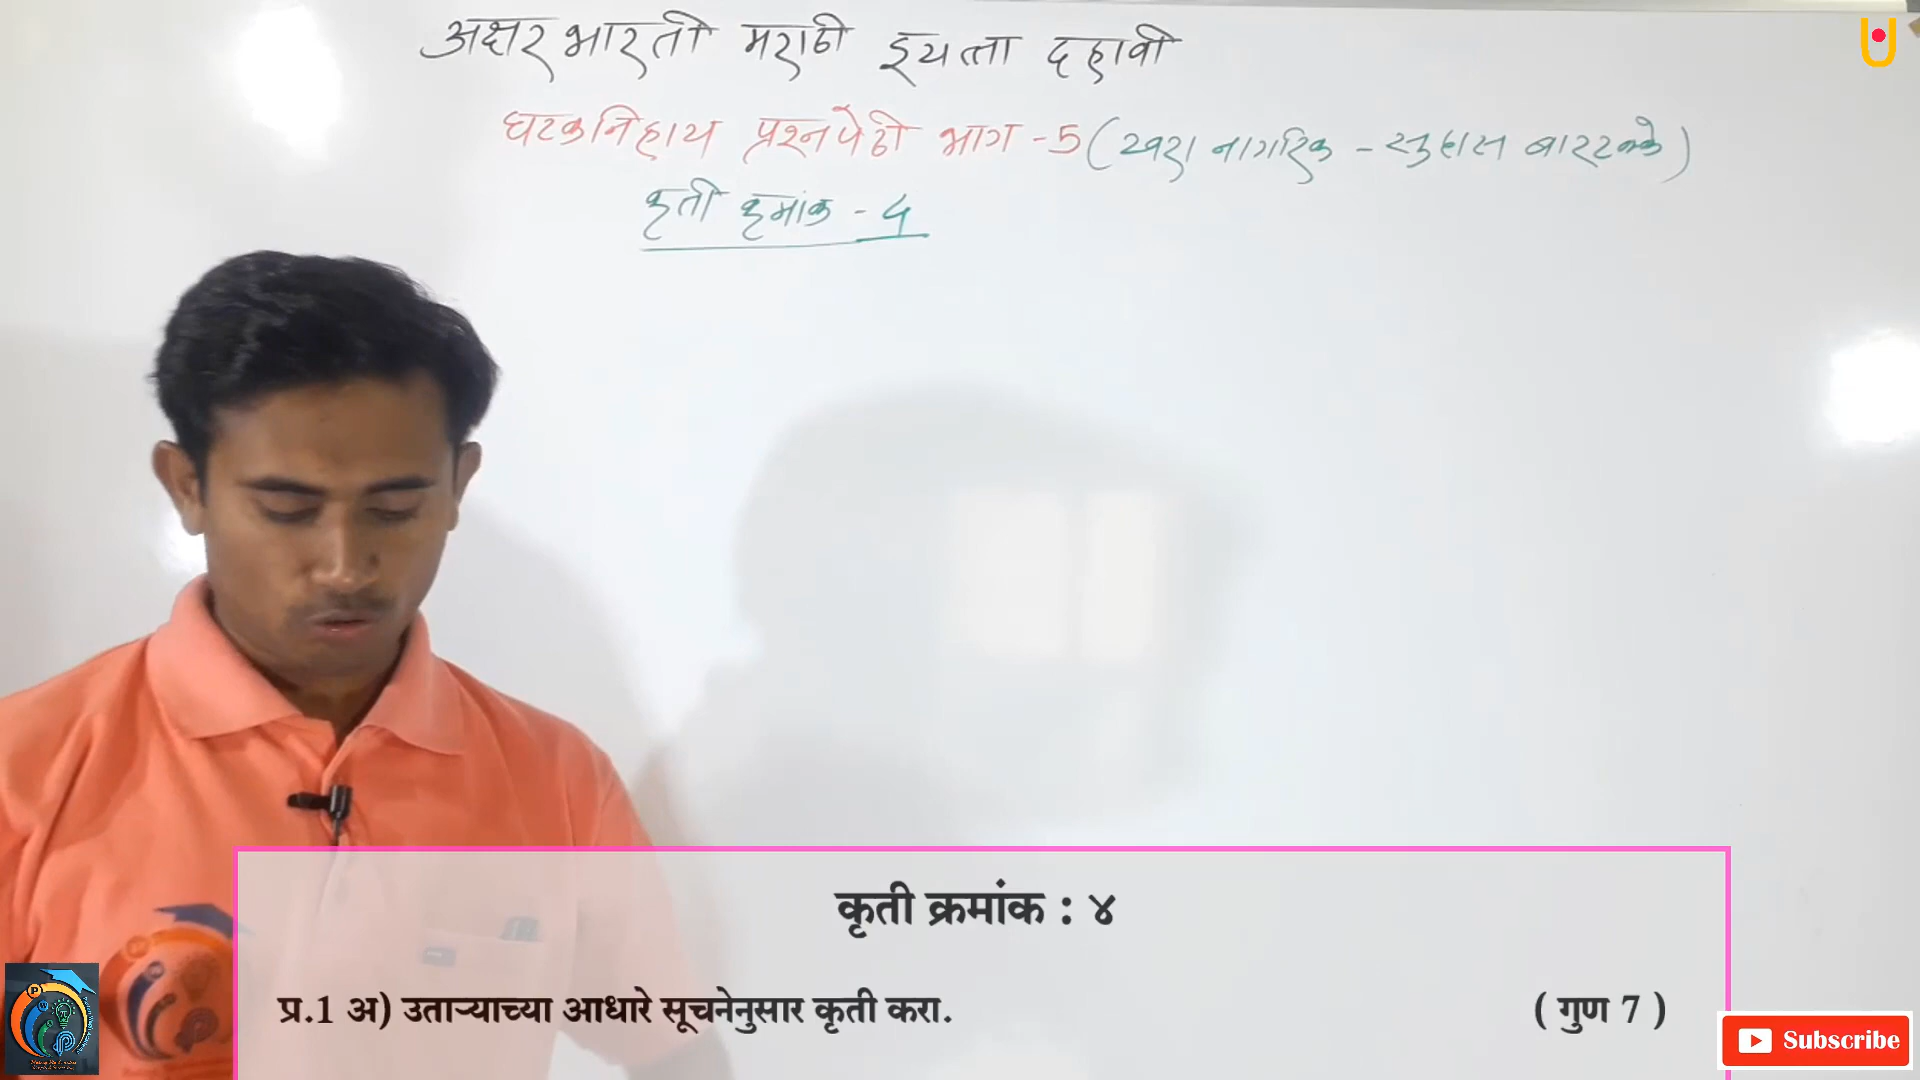 अक्षरभारती मराठी इयत्ता दहावी
घटकनिहाय प्रश्नपेढी भाग -5 (खरा नागरिक - सुहास बारटक्के)
कृती क्रमांक - 4
कृती क्रमांक : ४
प्र.1 अ) उताऱ्याच्या आधारे सूचनेनुसार कृती करा. ( गुण 7 )
Subscribe